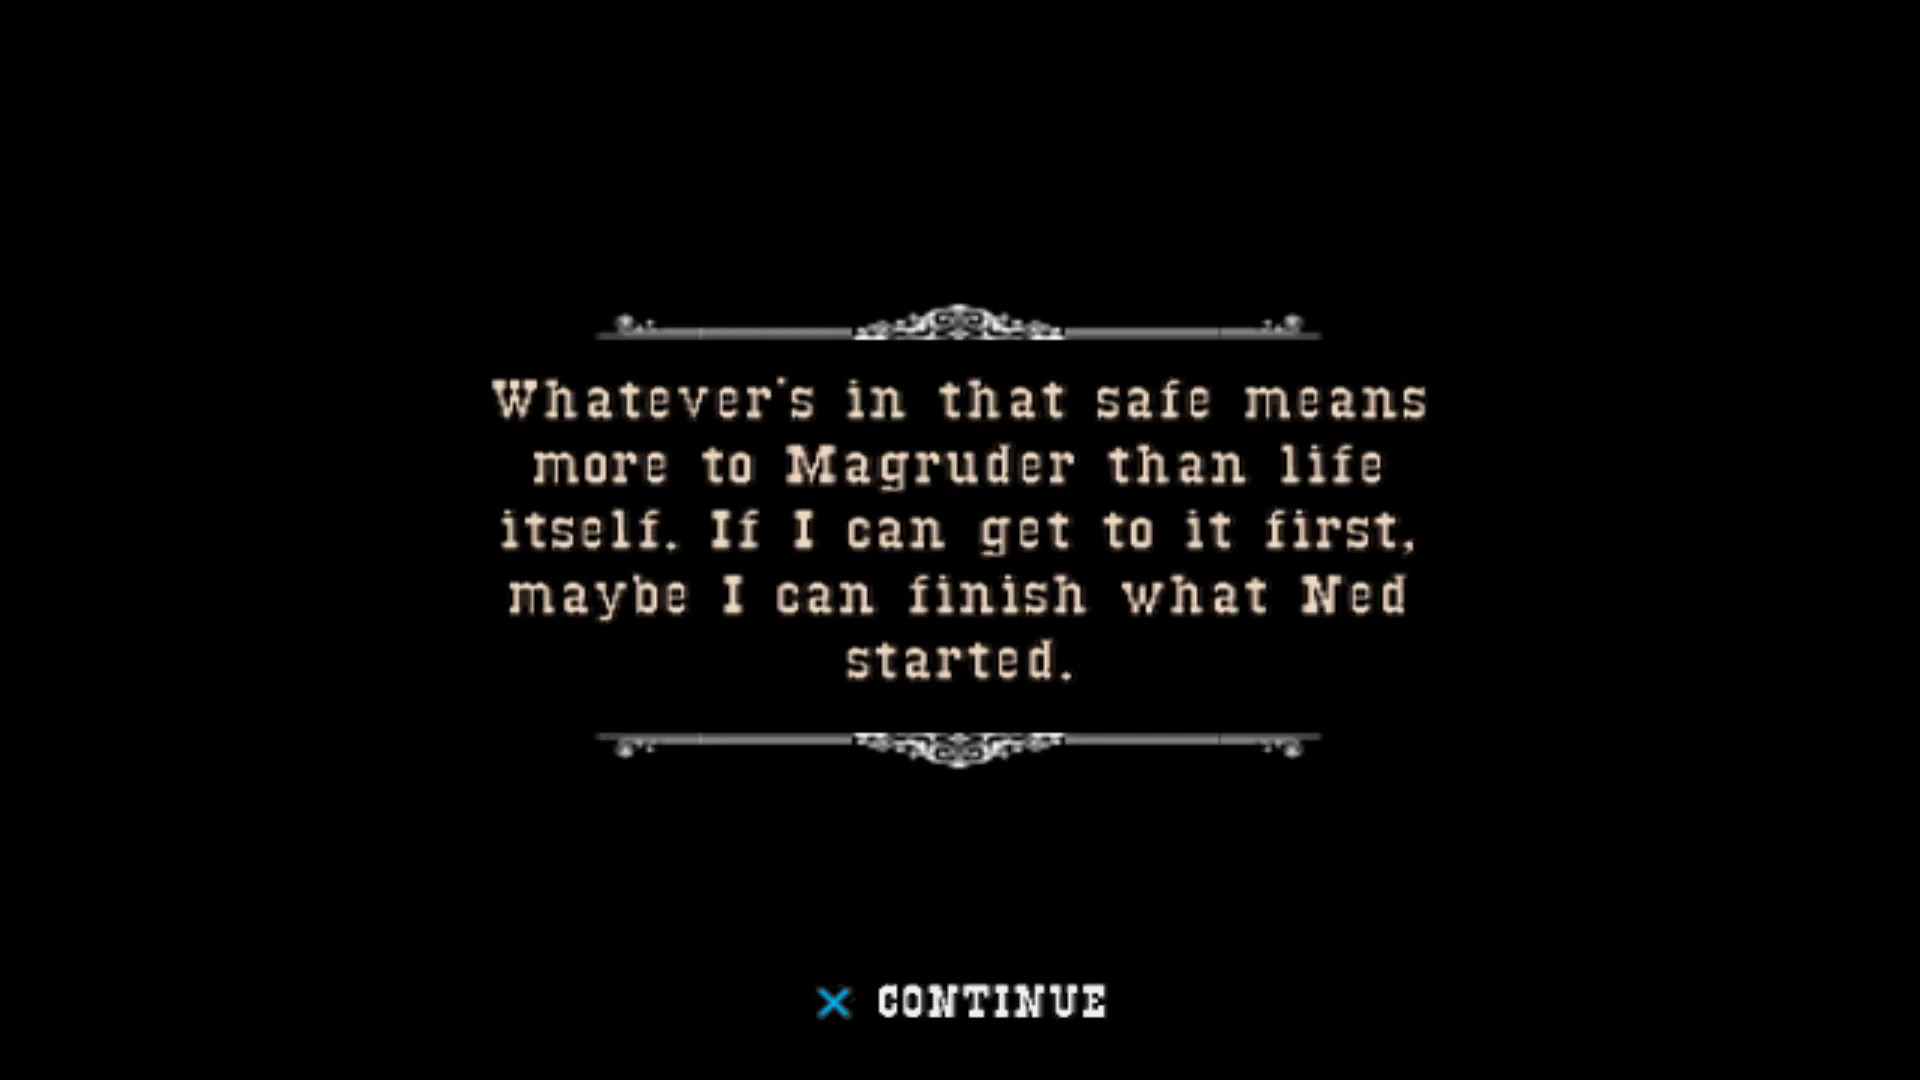 Whatever's in that safe means
more to Magruder than life
itself. If I can get to it first,
maybe I can finish what Ned
started.
CONTINUE